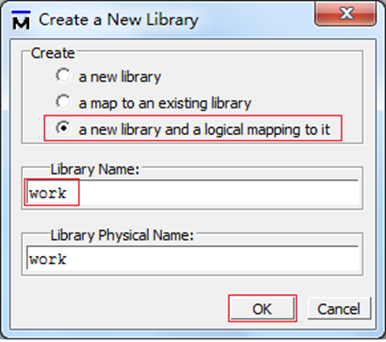 Create a New Library
Create
a new library
a map to an existing library
a new library and a logical mapping to it
Library Name:
work
Library Physical Name:
work
OK Cancel